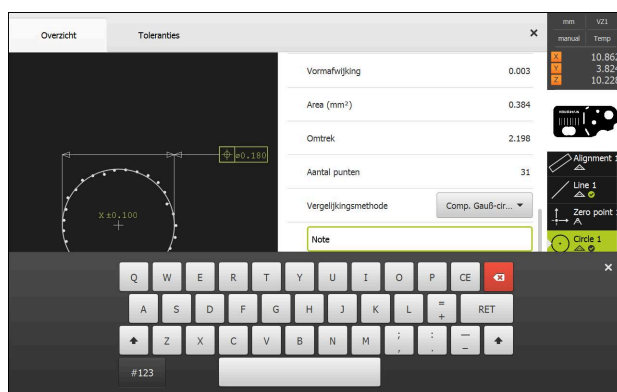 Overzicht
Toleranties
mm
VZ1
manual
Temp
X 10.862
Y 3.824
Z 10.228
Vormafwijking 0.003
Area (mm²) 0.384
Omtrek 2.198
Aantal punten 31
Vergelijkingsmethode Comp. Gauß-cir...
Note
⌀0.180
X ±0.100
Alignment 1
Line 1
Zero point
Circle 1
Q W E R T Y U I O P CE
A S D F G H J K L = + RET
Z X C V B N M ; , : . — –
#123